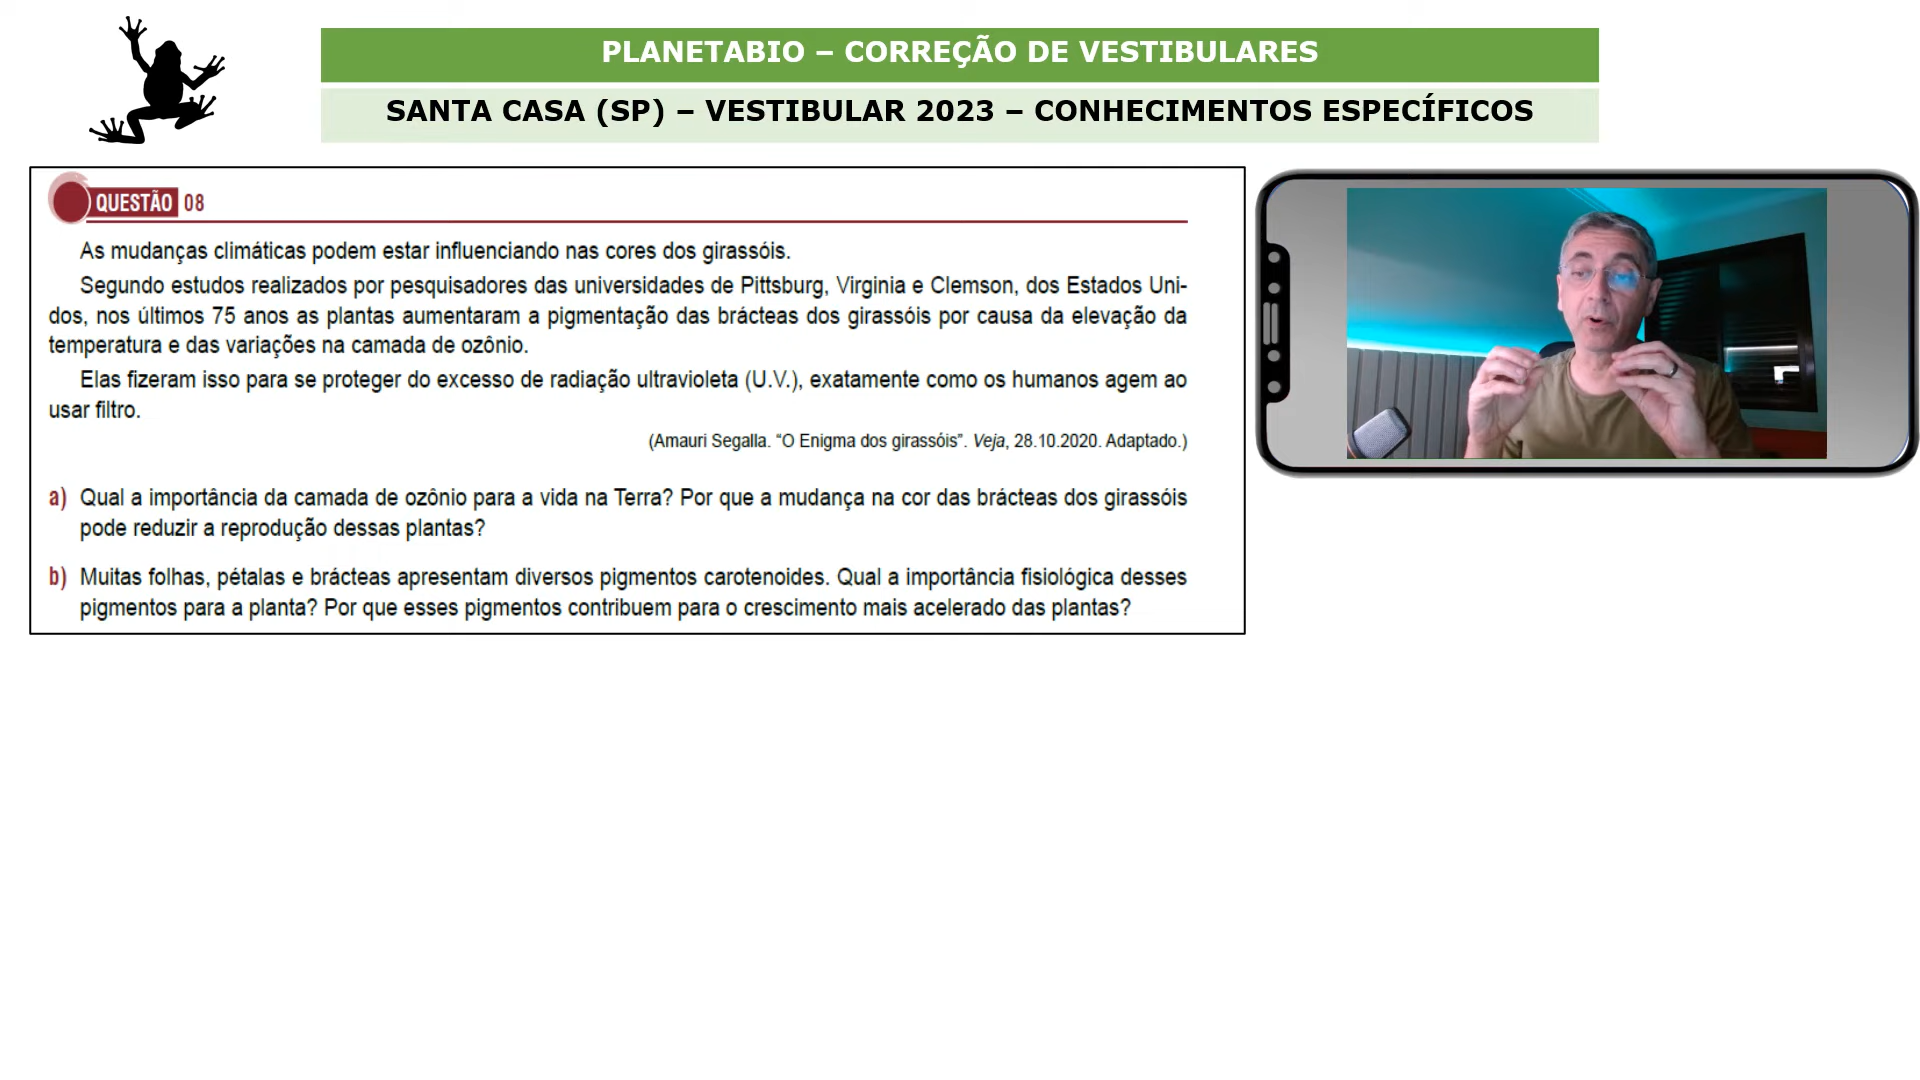 PLANETABIO – CORREÇÃO DE VESTIBULARES
SANTA CASA (SP) – VESTIBULAR 2023 – CONHECIMENTOS ESPECÍFICOS
QUESTÃO 08
As mudanças climáticas podem estar influenciando nas cores dos girassóis.
Segundo estudos realizados por pesquisadores das universidades de Pittsburg, Virginia e Clemson, dos Estados Uni-
dos, nos últimos 75 anos as plantas aumentaram a pigmentação das brácteas dos girassóis por causa da elevação da
temperatura e das variações na camada de ozônio.
Elas fizeram isso para se proteger do excesso de radiação ultravioleta (U.V.), exatamente como os humanos agem ao
usar filtro.
(Amauri Segalla. “O Enigma dos girassóis”. Veja, 28.10.2020. Adaptado.)
a) Qual a importância da camada de ozônio para a vida na Terra? Por que a mudança na cor das brácteas dos girassóis
pode reduzir a reprodução dessas plantas?
b) Muitas folhas, pétalas e brácteas apresentam diversos pigmentos carotenoides. Qual a importância fisiológica desses
pigmentos para a planta? Por que esses pigmentos contribuem para o crescimento mais acelerado das plantas?